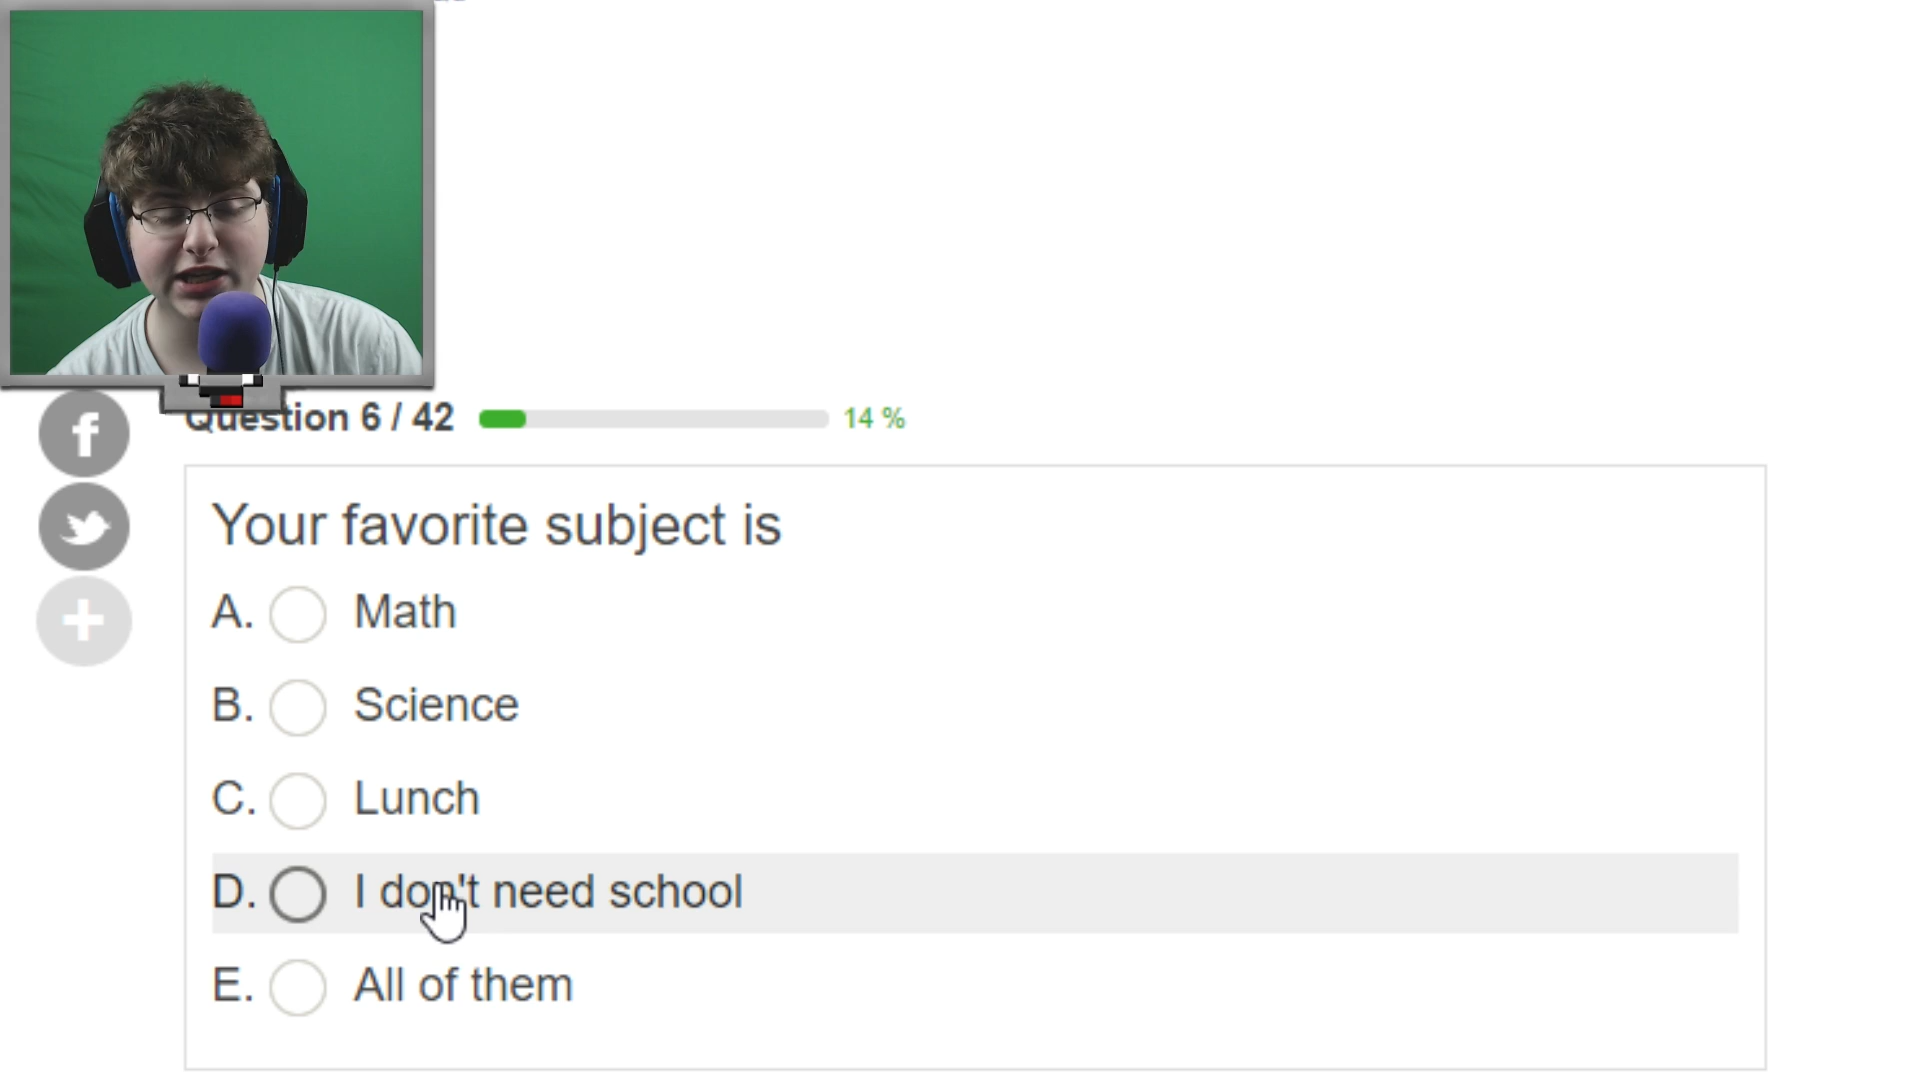 Question 6 / 42 14 %
Your favorite subject is
A. Math
B. Science
C. Lunch
D. I don't need school
E. All of them